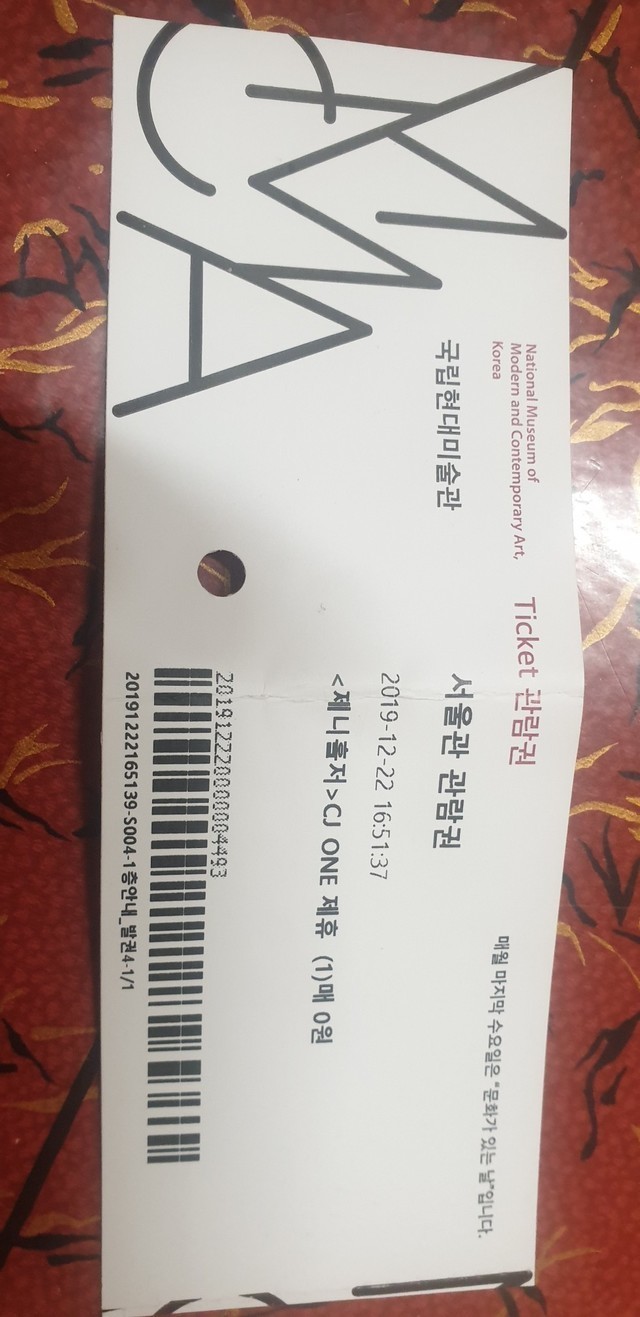 MMCA
National Museum of
Modern and Contemporary Art,
Korea
국립현대미술관
Ticket 관람권
서울관 관람권
2019-12-22 16:51:37
<제니홀저>CJ ONE 제휴 (1)매 0원
2019122200000004493
20191222165139-S004-1층안내_발권4-1/1
매월 마지막 수요일은 "문화가 있는 날"입니다.